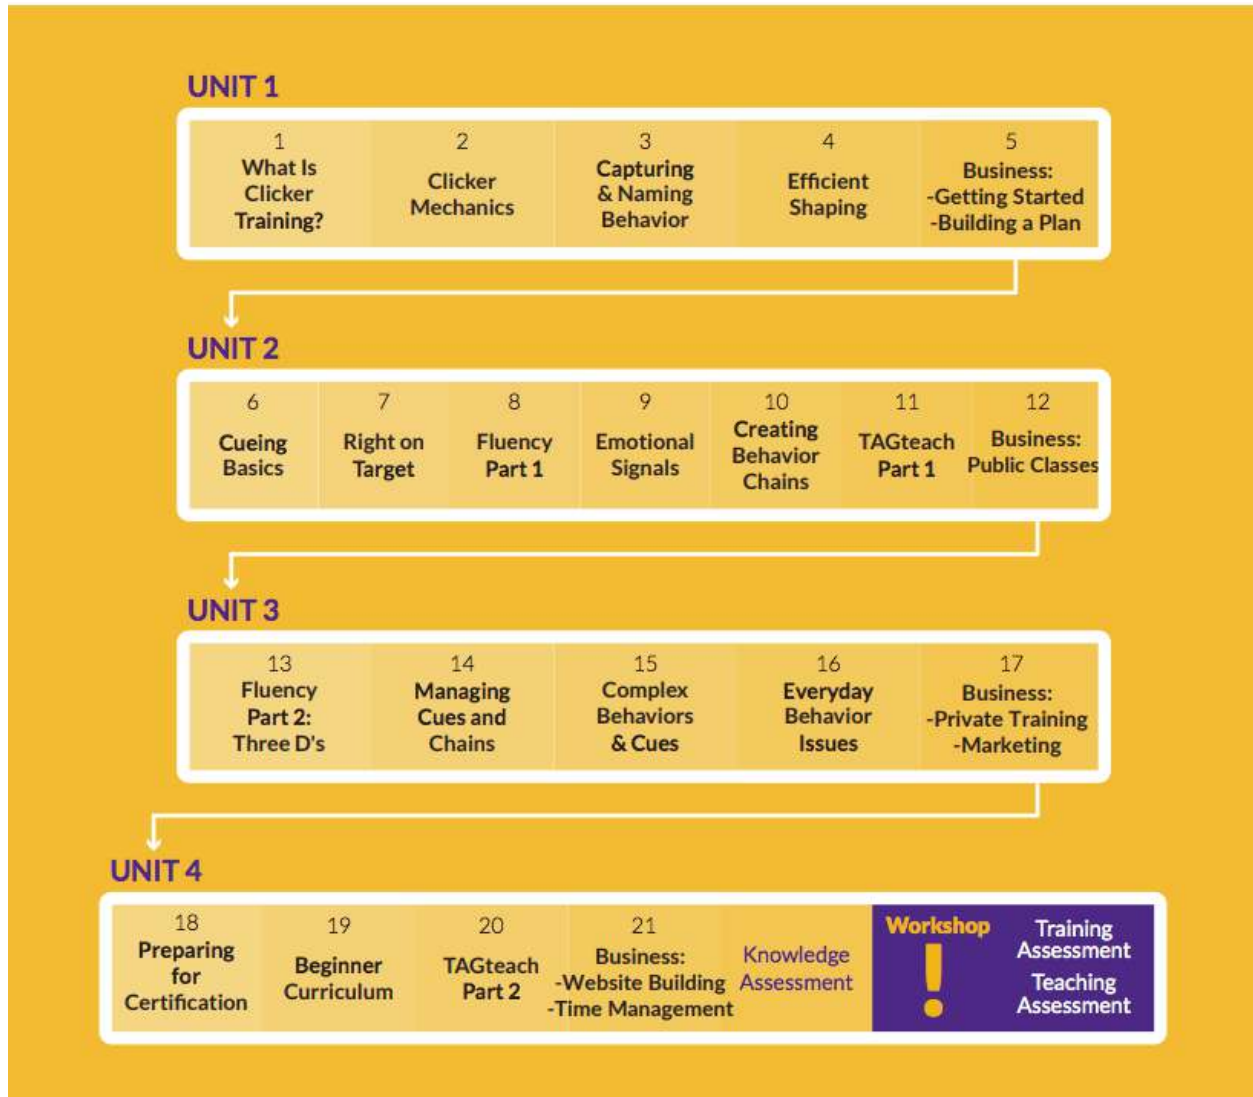 UNIT 1
1
What Is
Clicker
Training?
2
Clicker
Mechanics
3
Capturing
& Naming
Behavior
4
Efficient
Shaping
5
Business:
-Getting Started
-Building a Plan
UNIT 2
6
Cueing
Basics
7
Right on
Target
8
Fluency
Part 1
9
Emotional
Signals
10
Creating
Behavior
Chains
11
TAGteach
Part 1
12
Business:
Public Classes
UNIT 3
13
Fluency
Part 2:
Three D's
14
Managing
Cues and
Chains
15
Complex
Behaviors
& Cues
16
Everyday
Behavior
Issues
17
Business:
-Private Training
-Marketing
UNIT 4
18
Preparing
for
Certification
19
Beginner
Curriculum
20
TAGteach
Part 2
21
Business:
-Website Building
-Time Management
Knowledge
Assessment
Workshop
!
Training
Assessment
Teaching
Assessment